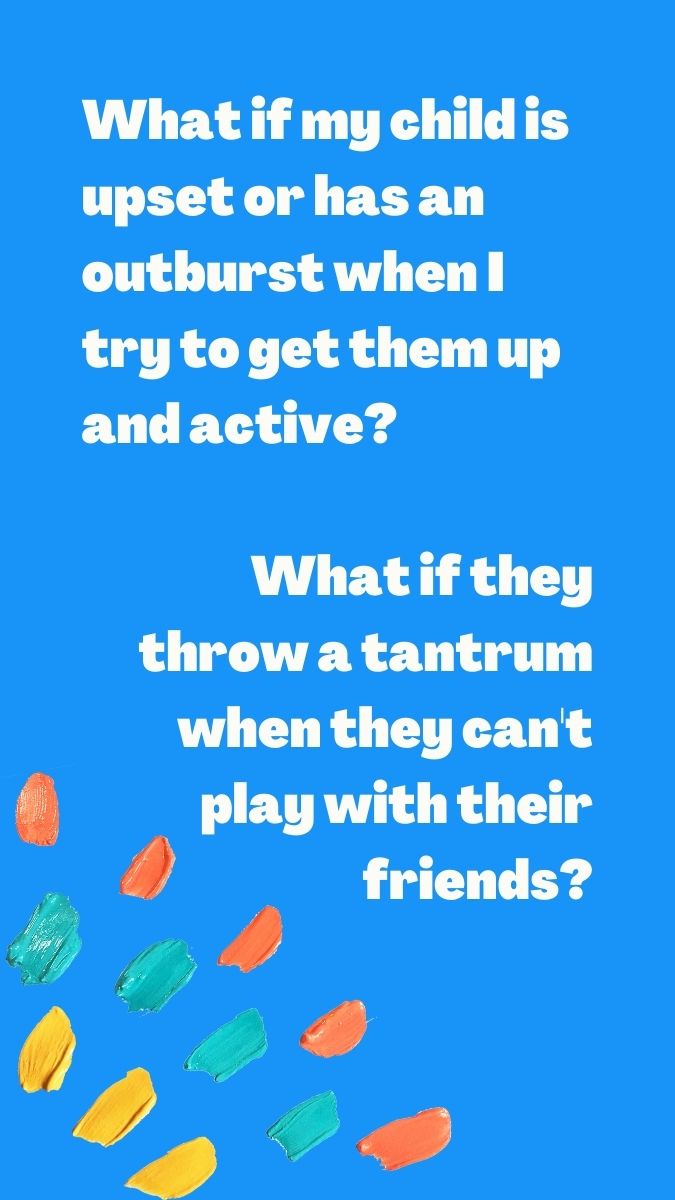 What if my child is
upset or has an
outburst when I
try to get them up
and active?
What if they
throw a tantrum
when they can't
play with their
friends?